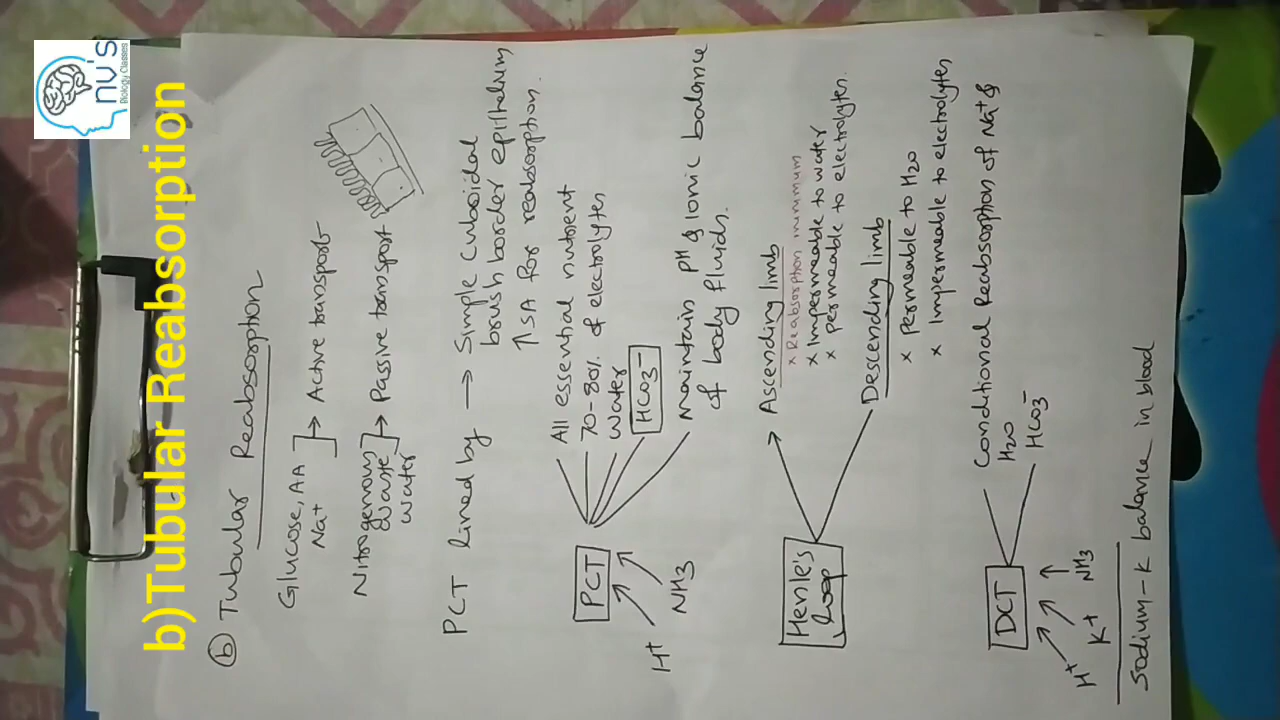 nv's
Biology Classes
b)Tubular Reabsorption
(b) Tubular Reabsorption
Glucose, AA
Na+
→ Active transport
Nitrogenous
waste
water
→ Passive transport
PCT lined by → Simple cuboidal
brush border epithelium
↑SA for reabsorption.
PCT
H+
NH3
All essential nutrient
70-80% of electrolytes
water
HCO3-
Maintain pH & ionic balance
of body fluids.
Henle's
loop
Ascending limb
x Reabsorption minimum
x Impermeable to water
x permeable to electrolytes.
Descending limb
x permeable to H2O
x Impermeable to electrolytes
DCT
H+
K+
NH3
Conditional Reabsorption of Na+ &
H2O
HCO3-
Sodium-K balance in blood